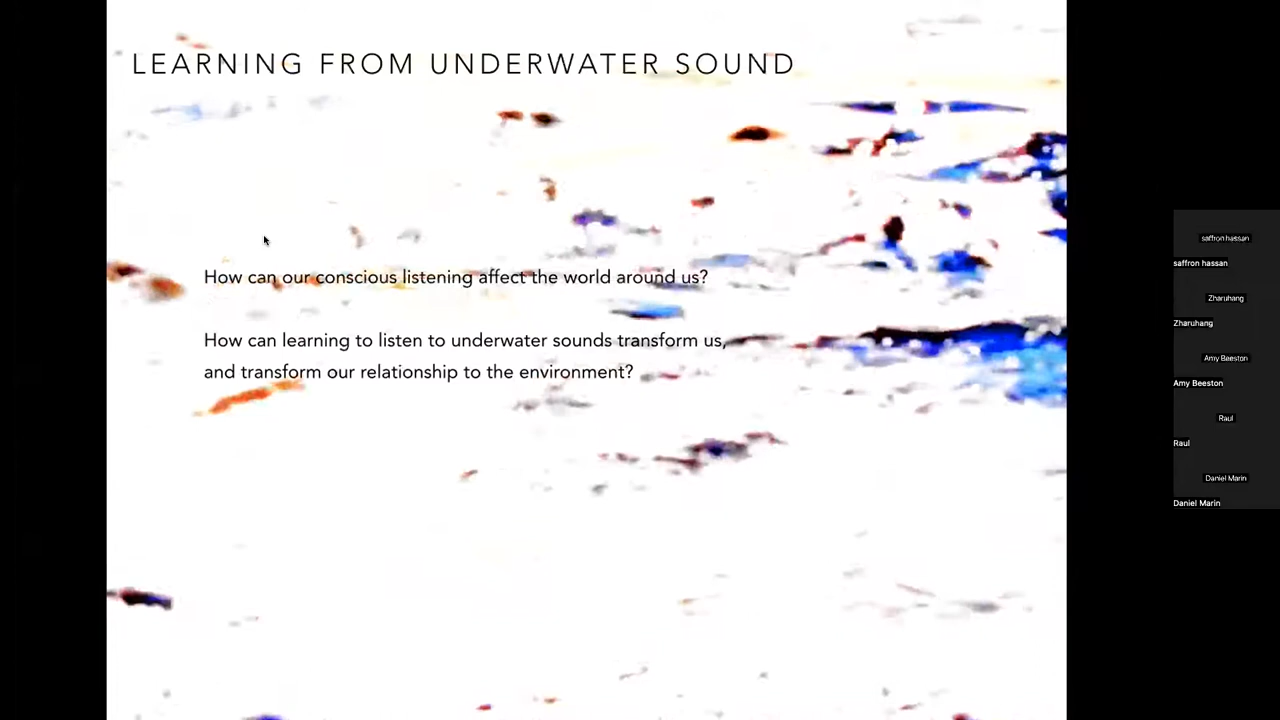 LEARNING FROM UNDERWATER SOUND
How can our conscious listening affect the world around us?
How can learning to listen to underwater sounds transform us,
and transform our relationship to the environment?
saffron hassan
saffron hassan
Zharuhang
Zharuhang
Amy Beeston
Amy Beeston
Raul
Raul
Daniel Marin
Daniel Marin